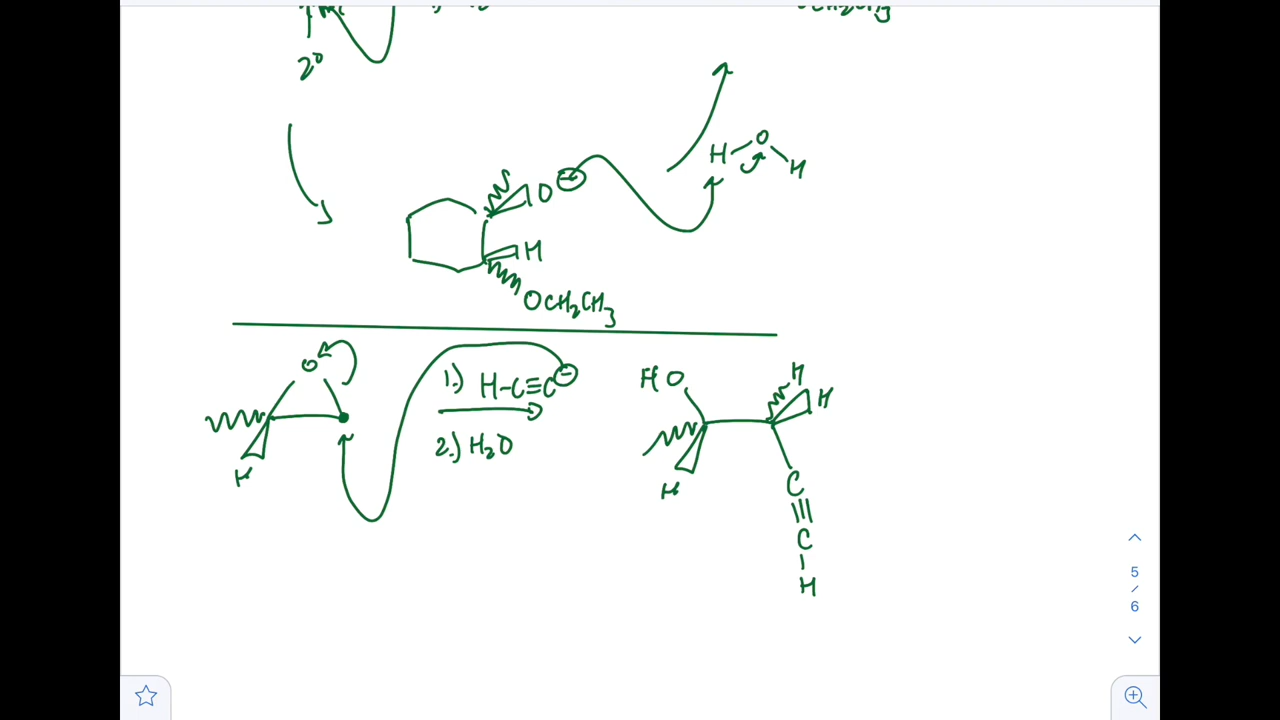 2°
H O H
O ⊖
H
OCH₂CH₃
O
1.) H-C≡C ⊖
2.) H₂O
H
HO H H
H
C
C
H
5
/
6